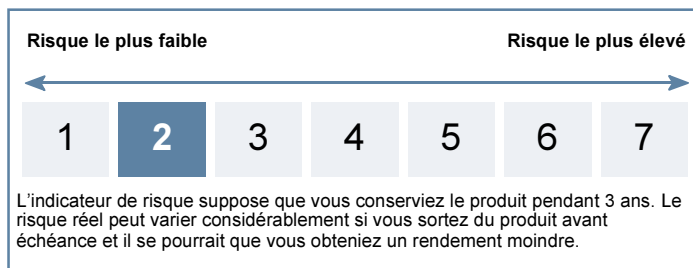 Risque le plus faible Risque le plus élevé
1 2 3 4 5 6 7
L'indicateur de risque suppose que vous conserviez le produit pendant 3 ans. Le
risque réel peut varier considérablement si vous sortez du produit avant
échéance et il se pourrait que vous obteniez un rendement moindre.